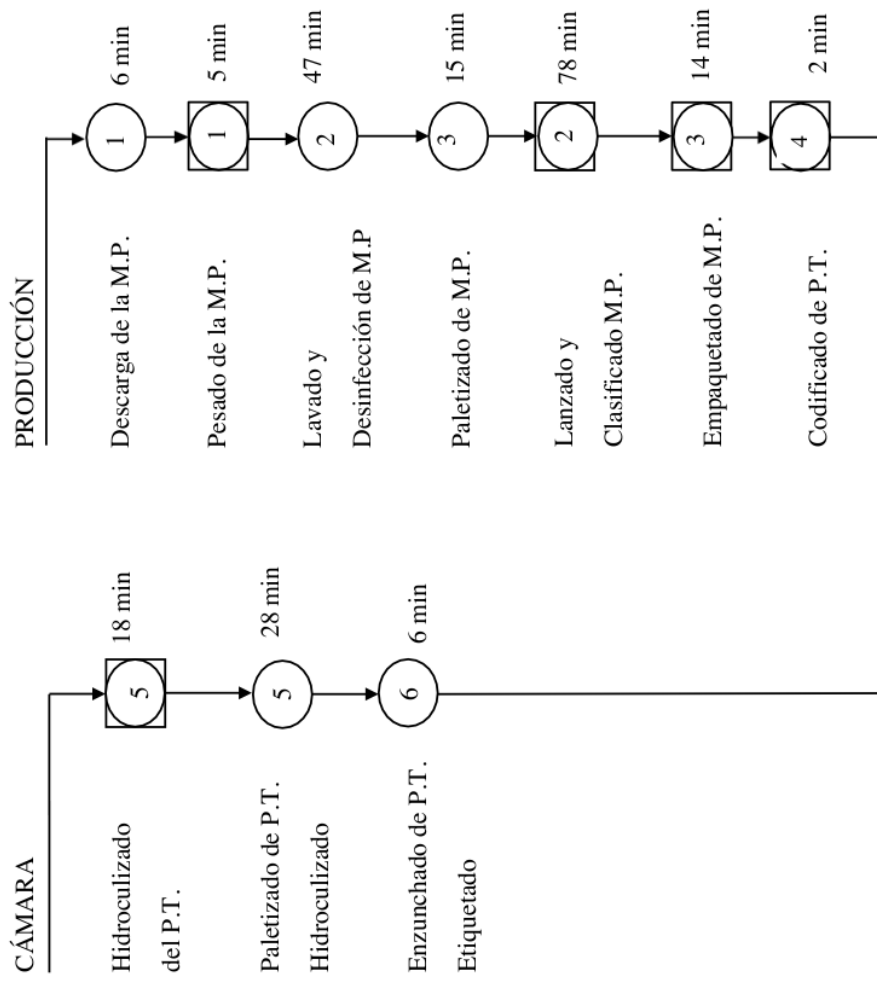 CÁMARA
Hidroculizado
del P.T.
5
18 min
Paletizado de P.T.
Hidroculizado
5
28 min
Enzunchado de P.T.
Etiquetado
6
6 min
PRODUCCIÓN
Descarga de la M.P.
1
6 min
Pesado de la M.P.
1
5 min
Lavado y
Desinfección de M.P
2
47 min
Paletizado de M.P.
3
15 min
Lanzado y
Clasificado M.P.
2
78 min
Empaquetado de M.P.
3
14 min
Codificado de P.T.
4
2 min